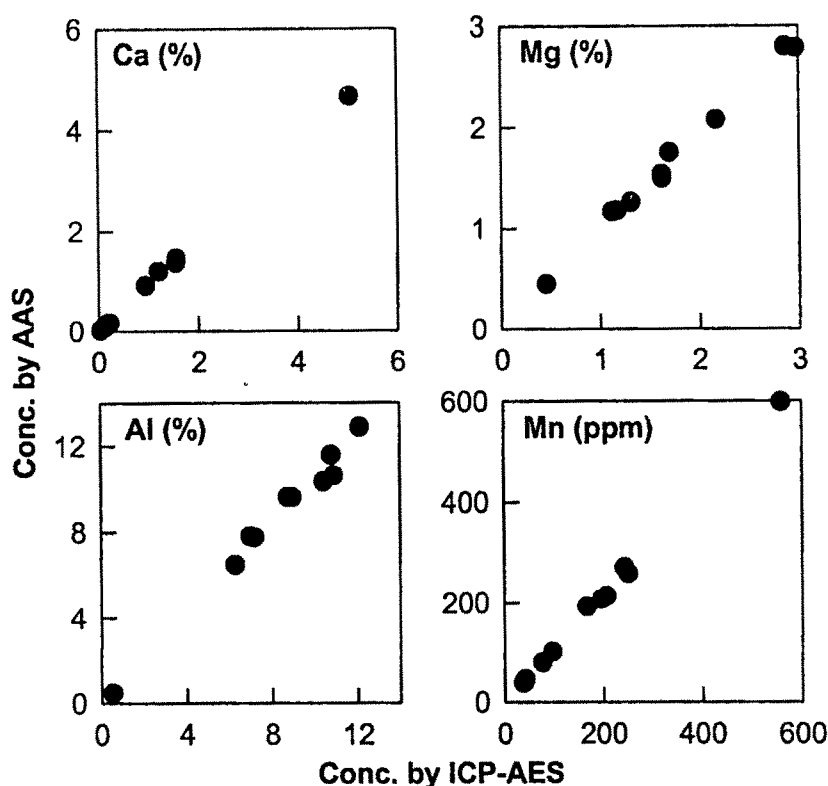 Conc. by AAS
Ca (%)
6
4
2
0
0 2 4 6
Mg (%)
3
2
1
0
0 1 2 3
Al (%)
12
8
4
0
0 4 8 12
Mn (ppm)
600
400
200
0
0 200 400 600
Conc. by ICP-AES